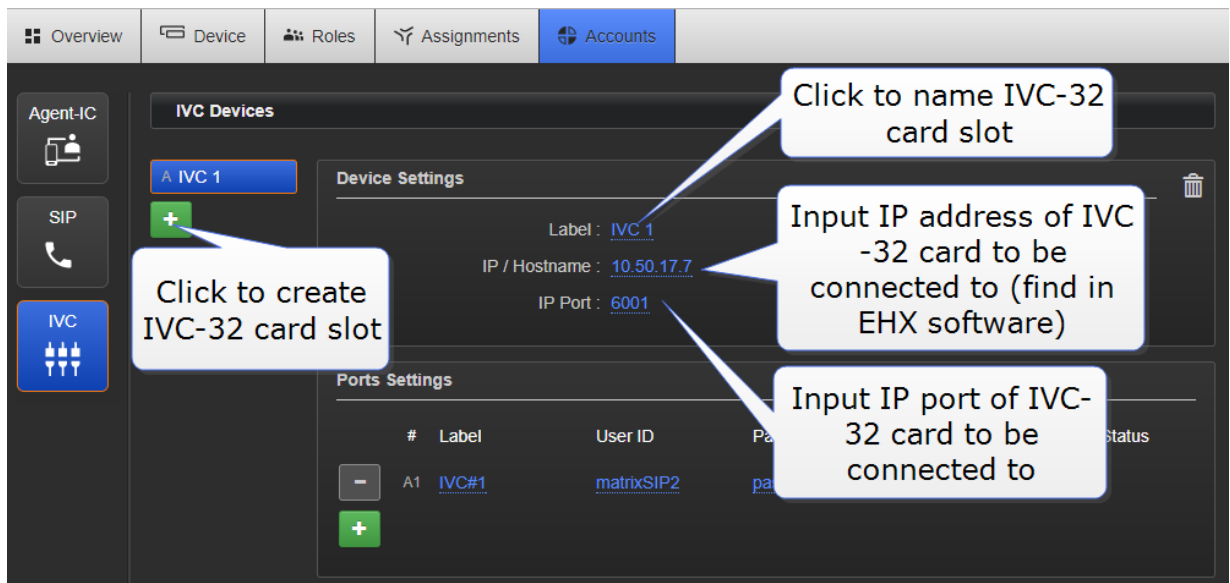 Overview
Device
Roles
Assignments
Accounts
Agent-IC
SIP
IVC
IVC Devices
A IVC 1
Click to create
IVC-32 card slot
Device Settings
Label : IVC 1
IP / Hostname : 10.50.17.7
IP Port : 6001
Click to name IVC-32
card slot
Input IP address of IVC
-32 card to be
connected to (find in
EHX software)
Input IP port of IVC-
32 card to be
connected to
Ports Settings
# Label User ID Status
A1 IVC#1 matrixSIP2